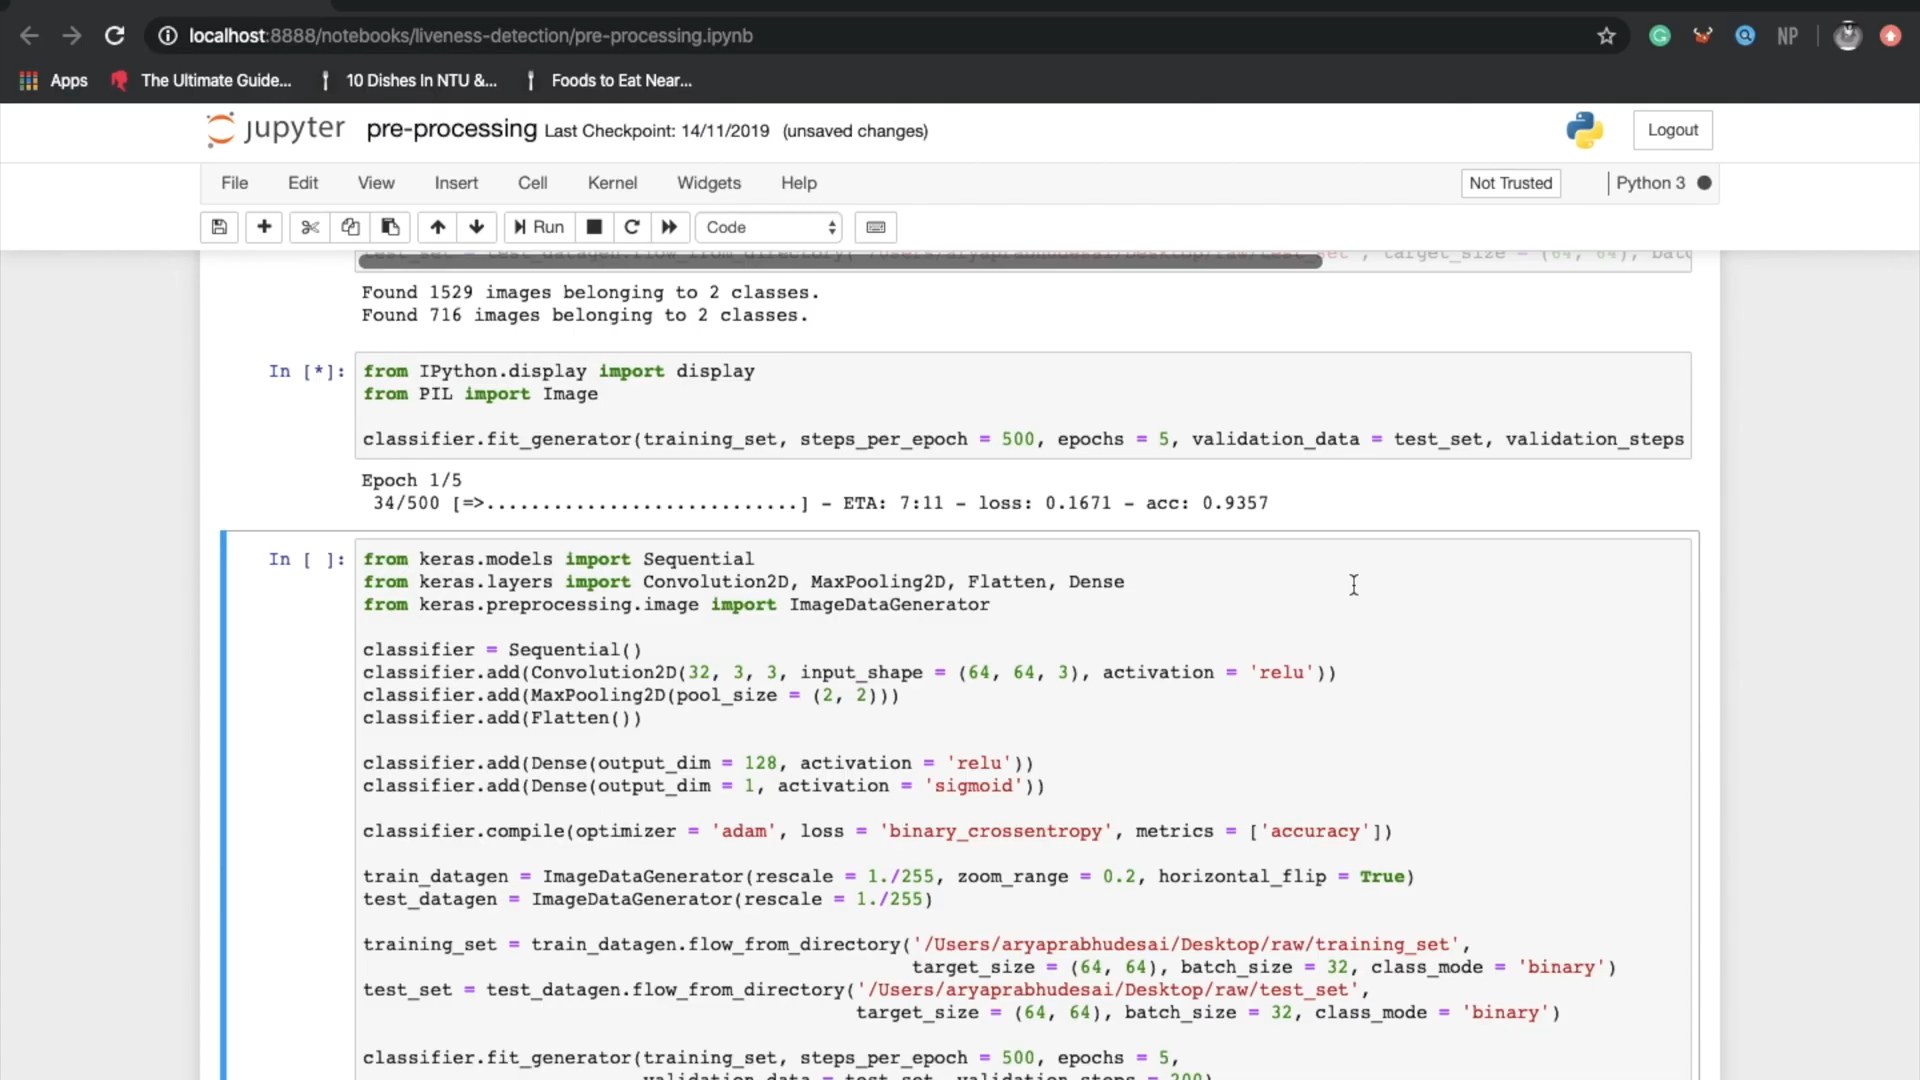 localhost:8888/notebooks/liveness-detection/pre-processing.ipynb
NP
Apps The Ultimate Guide... 10 Dishes In NTU &... Foods to Eat Near...
jupyter pre-processing Last Checkpoint: 14/11/2019 (unsaved changes)
Logout
File Edit View Insert Cell Kernel Widgets Help
Not Trusted
Python 3
Run
Code
Found 1529 images belonging to 2 classes.
Found 716 images belonging to 2 classes.
In [*]:
from IPython.display import display
from PIL import Image
classifier.fit_generator(training_set, steps_per_epoch = 500, epochs = 5, validation_data = test_set, validation_steps
Epoch 1/5
34/500 [=>............................] - ETA: 7:11 - loss: 0.1671 - acc: 0.9357
In [ ]:
from keras.models import Sequential
from keras.layers import Convolution2D, MaxPooling2D, Flatten, Dense
from keras.preprocessing.image import ImageDataGenerator
classifier = Sequential()
classifier.add(Convolution2D(32, 3, 3, input_shape = (64, 64, 3), activation = 'relu'))
classifier.add(MaxPooling2D(pool_size = (2, 2)))
classifier.add(Flatten())
classifier.add(Dense(output_dim = 128, activation = 'relu'))
classifier.add(Dense(output_dim = 1, activation = 'sigmoid'))
classifier.compile(optimizer = 'adam', loss = 'binary_crossentropy', metrics = ['accuracy'])
train_datagen = ImageDataGenerator(rescale = 1./255, zoom_range = 0.2, horizontal_flip = True)
test_datagen = ImageDataGenerator(rescale = 1./255)
training_set = train_datagen.flow_from_directory('/Users/aryaprabhudesai/Desktop/raw/training_set',
target_size = (64, 64), batch_size = 32, class_mode = 'binary')
test_set = test_datagen.flow_from_directory('/Users/aryaprabhudesai/Desktop/raw/test_set',
target_size = (64, 64), batch_size = 32, class_mode = 'binary')
classifier.fit_generator(training_set, steps_per_epoch = 500, epochs = 5,
validation_data = test_set, validation_steps = 200)